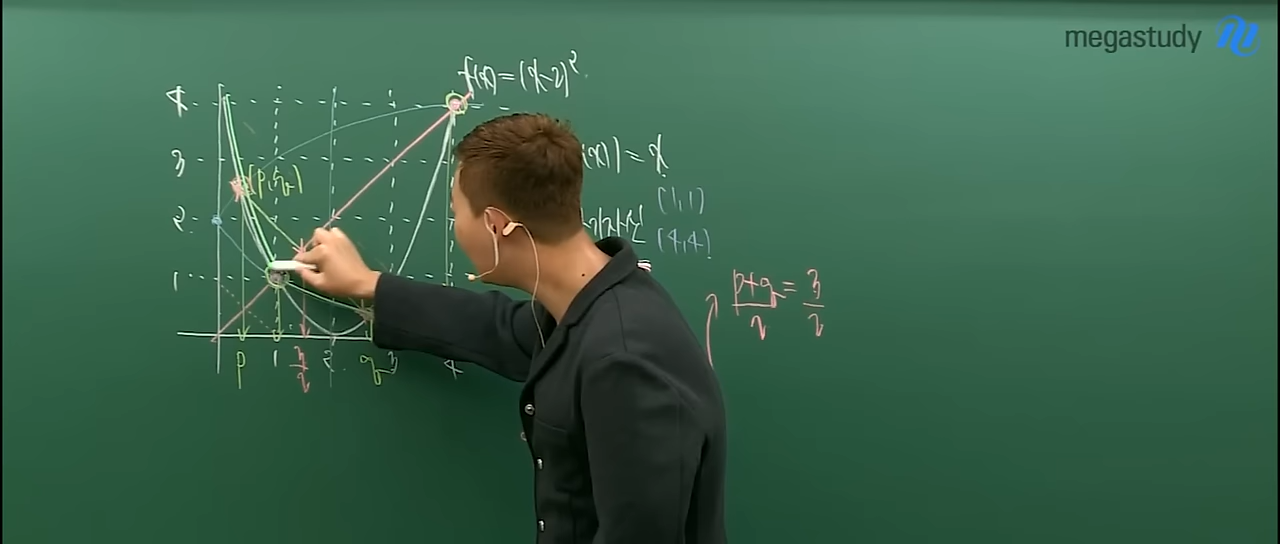 megastudy
f(x)=(x-2)²
4
(x))=x
3
(p,q)
(1,1)
2
(4,4)
1
p+q/2=3/2
p 1 3/2 2 q 3 4